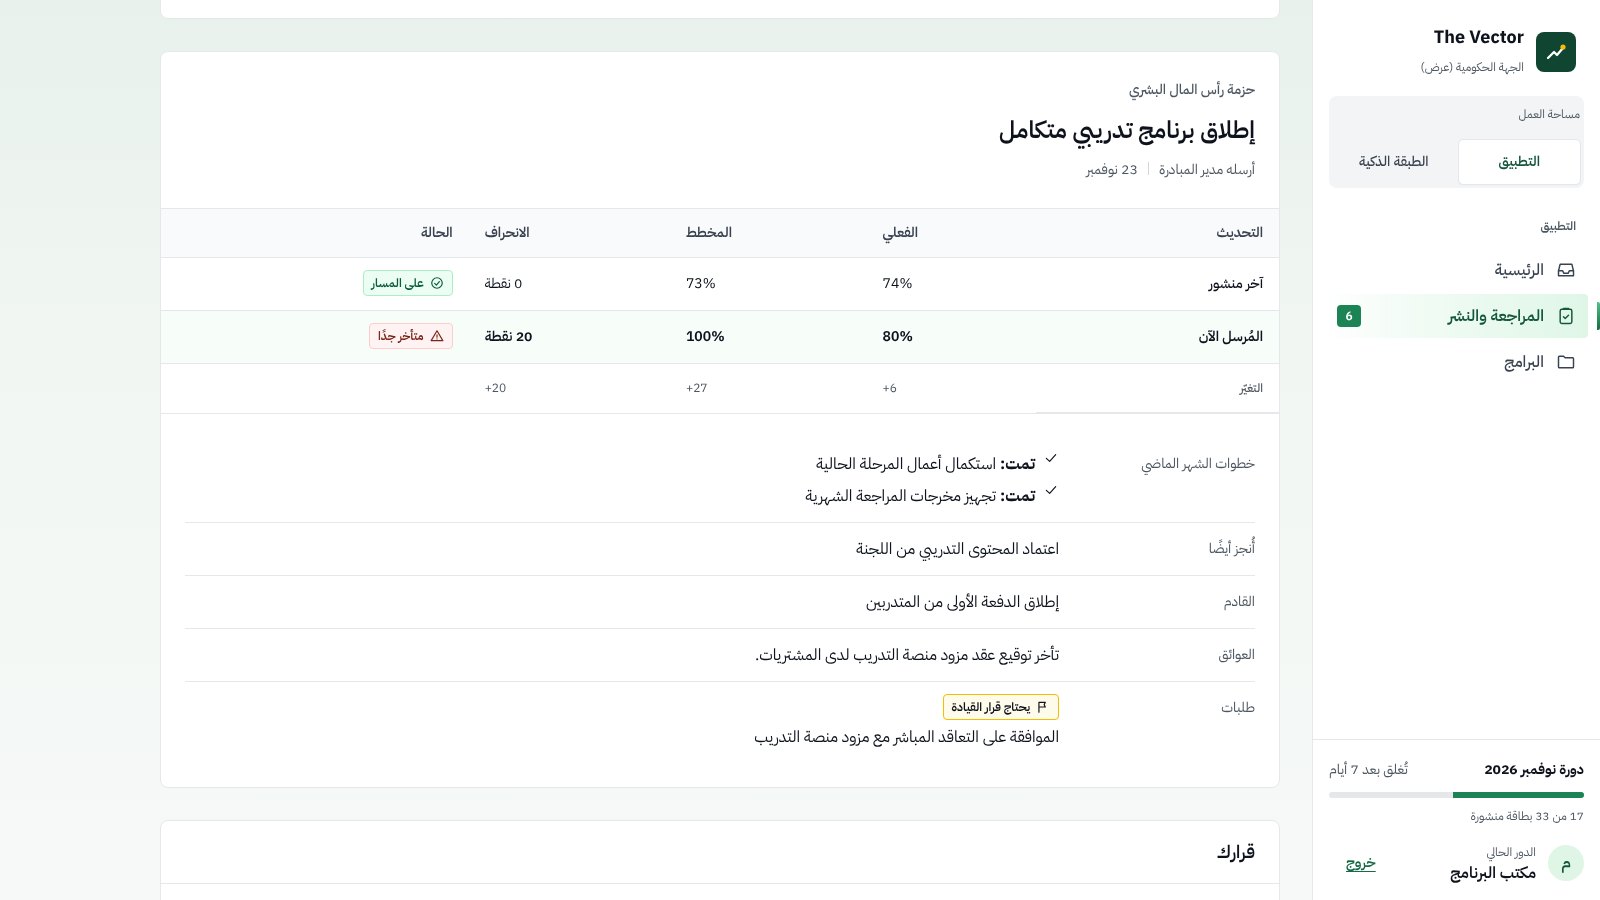 The Vector
الجهة الحكومية (عرض)
مساحة العمل
التطبيق
الطبقة الذكية
التطبيق
الرئيسية
المراجعة والنشر
6
البرامج
دورة نوفمبر 2026
تُغلق بعد 7 أيام
17 من 33 بطاقة منشورة
م
الدور الحالي
مكتب البرنامج
خروج
حزمة رأس المال البشري
إطلاق برنامج تدريبي متكامل
أرسله مدير المبادرة | 23 نوفمبر
التحديث الفعلي المخطط الانحراف الحالة
آخر منشور 74% 73% 0 نقطة على المسار
المُرسل الآن 80% 100% 20 نقطة متأخر جدًا
التغيّر +6 +27 +20
خطوات الشهر الماضي
تمت: استكمال أعمال المرحلة الحالية
تمت: تجهيز مخرجات المراجعة الشهرية
أُنجز أيضًا
اعتماد المحتوى التدريبي من اللجنة
القادم
إطلاق الدفعة الأولى من المتدربين
العوائق
تأخر توقيع عقد مزود منصة التدريب لدى المشتريات.
طلبات
يحتاج قرار القيادة
الموافقة على التعاقد المباشر مع مزود منصة التدريب
قرارك